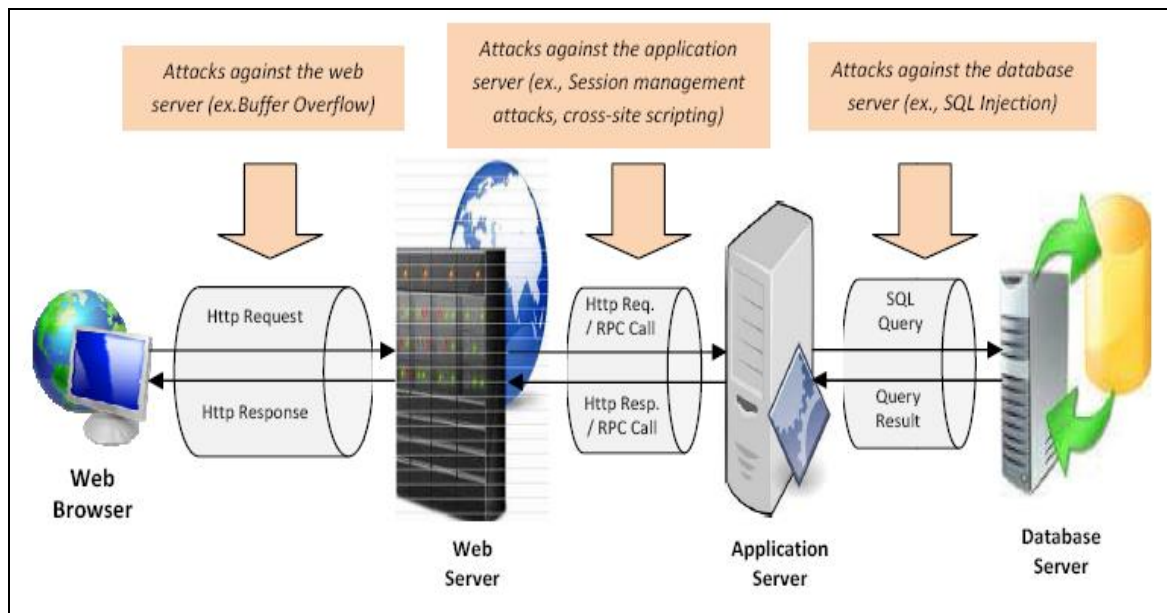 Attacks against the web
server (ex.Buffer Overflow)
Attacks against the application
server (ex., Session management
attacks, cross-site scripting)
Attacks against the database
server (ex., SQL Injection)
Http Request
Http Response
Http Req.
/ RPC Call
Http Resp.
/ RPC Call
SQL
Query
Query
Result
Web
Browser
Web
Server
Application
Server
Database
Server